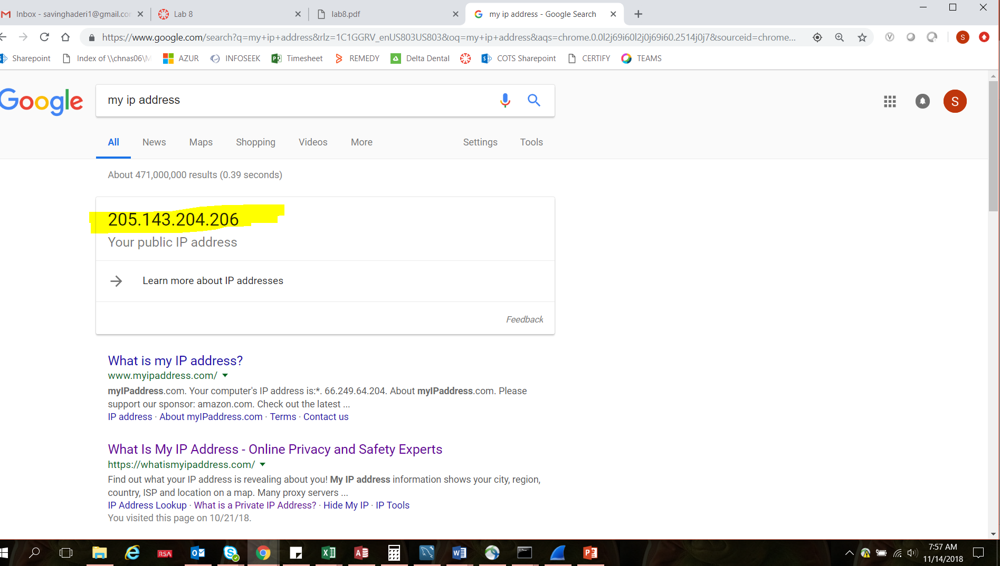 Inbox - savinghaderi1@gmail.cor
Lab 8
lab8.pdf
my ip address - Google Search
https://www.google.com/search?q=my+ip+address&rlz=1C1GGRV_enUS803US803&oq=my+ip+address&aqs=chrome.0.0l2j69i60l2j0j69i60.2514j0j7&sourceid=chrome...
S
Sharepoint
Index of \\chnas06\M
AZUR
INFOSEEK
Timesheet
REMEDY
Delta Dental
COTS Sharepoint
CERTIFY
TEAMS
Google
my ip address
S
All News Maps Shopping Videos More Settings Tools
About 471,000,000 results (0.39 seconds)
205.143.204.206
Your public IP address
Learn more about IP addresses
Feedback
What is my IP address?
www.myipaddress.com/
myIPaddress.com. Your computer's IP address is:*. 66.249.64.204. About myIPaddress.com. Please
support our sponsor: amazon.com. Check out the latest ...
IP address · About myIPaddress.com · Terms · Contact us
What Is My IP Address - Online Privacy and Safety Experts
https://whatismyipaddress.com/
Find out what your IP address is revealing about you! My IP address information shows your city, region,
country, ISP and location on a map. Many proxy servers ...
IP Address Lookup · What is a Private IP Address? · Hide My IP · IP Tools
You visited this page on 10/21/18.
RSA
7:57 AM
11/14/2018